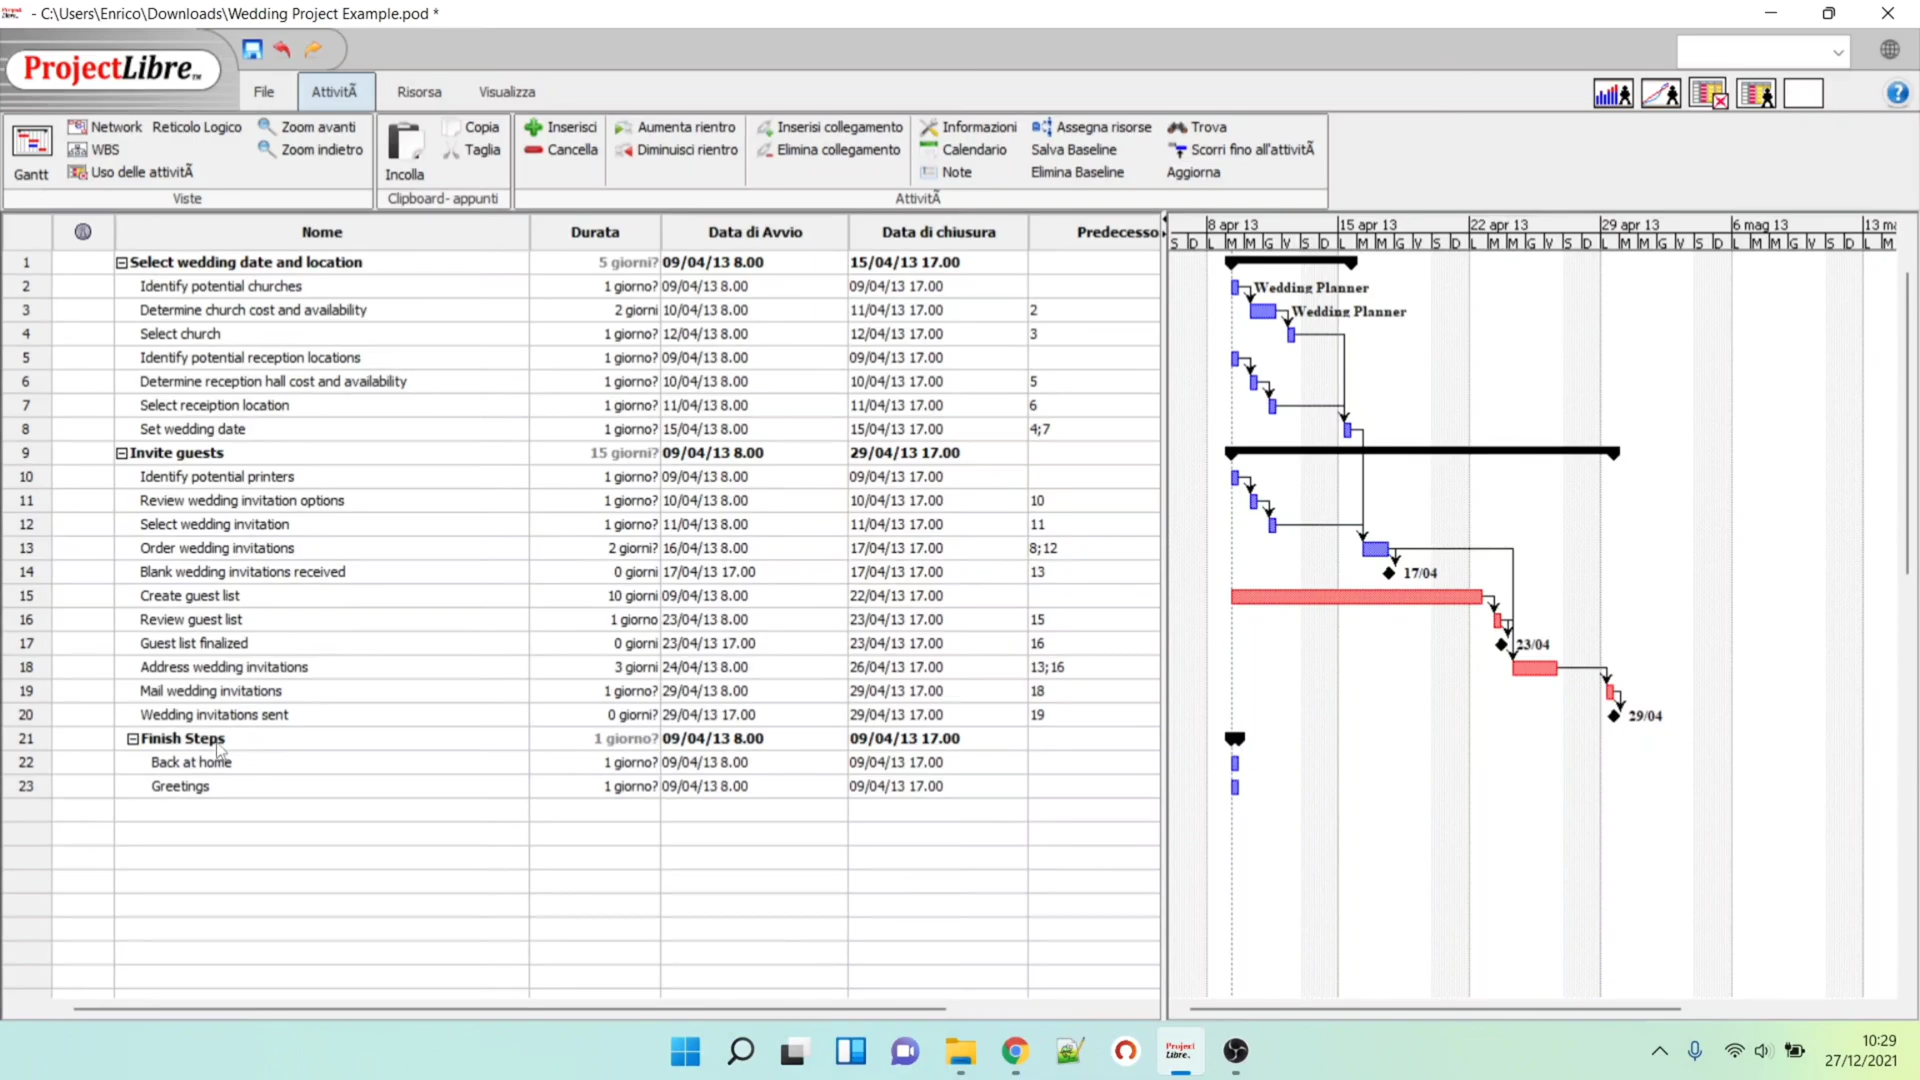 - C:\Users\Enrico\Downloads\Wedding Project Example.pod *
ProjectLibre
File Attività Risorsa Visualizza
Gantt
Network Reticolo Logico
WBS
Uso delle attivitÃ
Zoom avanti
Zoom indietro
Viste
Incolla
Copia
Taglia
Clipboard- appunti
Inserisci
Cancella
Aumenta rientro
Diminuisci rientro
Inserisi collegamento
Elimina collegamento
Informazioni
Calendario
Note
Assegna risorse
Salva Baseline
Elimina Baseline
Trova
Scorri fino all'attivitÃ
Aggiorna
AttivitÃ
Nome Durata Data di Avvio Data di chiusura Predecesso
1 Select wedding date and location 5 giorni? 09/04/13 8.00 15/04/13 17.00
2 Identify potential churches 1 giorno? 09/04/13 8.00 09/04/13 17.00
3 Determine church cost and availability 2 giorni 10/04/13 8.00 11/04/13 17.00 2
4 Select church 1 giorno? 12/04/13 8.00 12/04/13 17.00 3
5 Identify potential reception locations 1 giorno? 09/04/13 8.00 09/04/13 17.00
6 Determine reception hall cost and availability 1 giorno? 10/04/13 8.00 10/04/13 17.00 5
7 Select receiption location 1 giorno? 11/04/13 8.00 11/04/13 17.00 6
8 Set wedding date 1 giorno? 15/04/13 8.00 15/04/13 17.00 4;7
9 Invite guests 15 giorni? 09/04/13 8.00 29/04/13 17.00
10 Identify potential printers 1 giorno? 09/04/13 8.00 09/04/13 17.00
11 Review wedding invitation options 1 giorno? 10/04/13 8.00 10/04/13 17.00 10
12 Select wedding invitation 1 giorno? 11/04/13 8.00 11/04/13 17.00 11
13 Order wedding invitations 2 giorni? 16/04/13 8.00 17/04/13 17.00 8;12
14 Blank wedding invitations received 0 giorni 17/04/13 17.00 17/04/13 17.00 13
15 Create guest list 10 giorni 09/04/13 8.00 22/04/13 17.00
16 Review guest list 1 giorno 23/04/13 8.00 23/04/13 17.00 15
17 Guest list finalized 0 giorni 23/04/13 17.00 23/04/13 17.00 16
18 Address wedding invitations 3 giorni 24/04/13 8.00 26/04/13 17.00 13;16
19 Mail wedding invitations 1 giorno? 29/04/13 8.00 29/04/13 17.00 18
20 Wedding invitations sent 0 giorni? 29/04/13 17.00 29/04/13 17.00 19
21 Finish Steps 1 giorno? 09/04/13 8.00 09/04/13 17.00
22 Back at home 1 giorno? 09/04/13 8.00 09/04/13 17.00
23 Greetings 1 giorno? 09/04/13 8.00 09/04/13 17.00
8 apr 13 15 apr 13 22 apr 13 29 apr 13 6 mag 13 13 ma
S D L M M G V S D L M M G V S D L M M G V S D L M M G V S D L M M G V S D L M
Wedding Planner
Wedding Planner
17/04
23/04
29/04
Project
Libre
10:29
27/12/2021